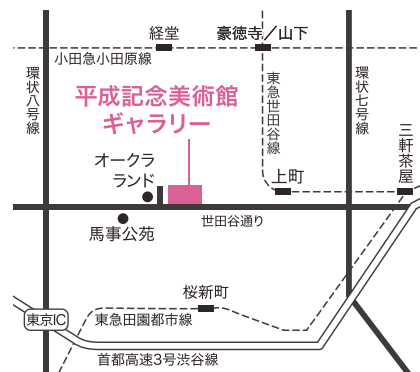 経堂
豪徳寺／山下
小田急小田原線
環状八号線
平成記念美術館
ギャラリー
東急世田谷線
環状七号線
三軒茶屋
オークラ
ランド
上町
世田谷通り
馬事公苑
桜新町
東京IC
東急田園都市線
首都高速3号渋谷線